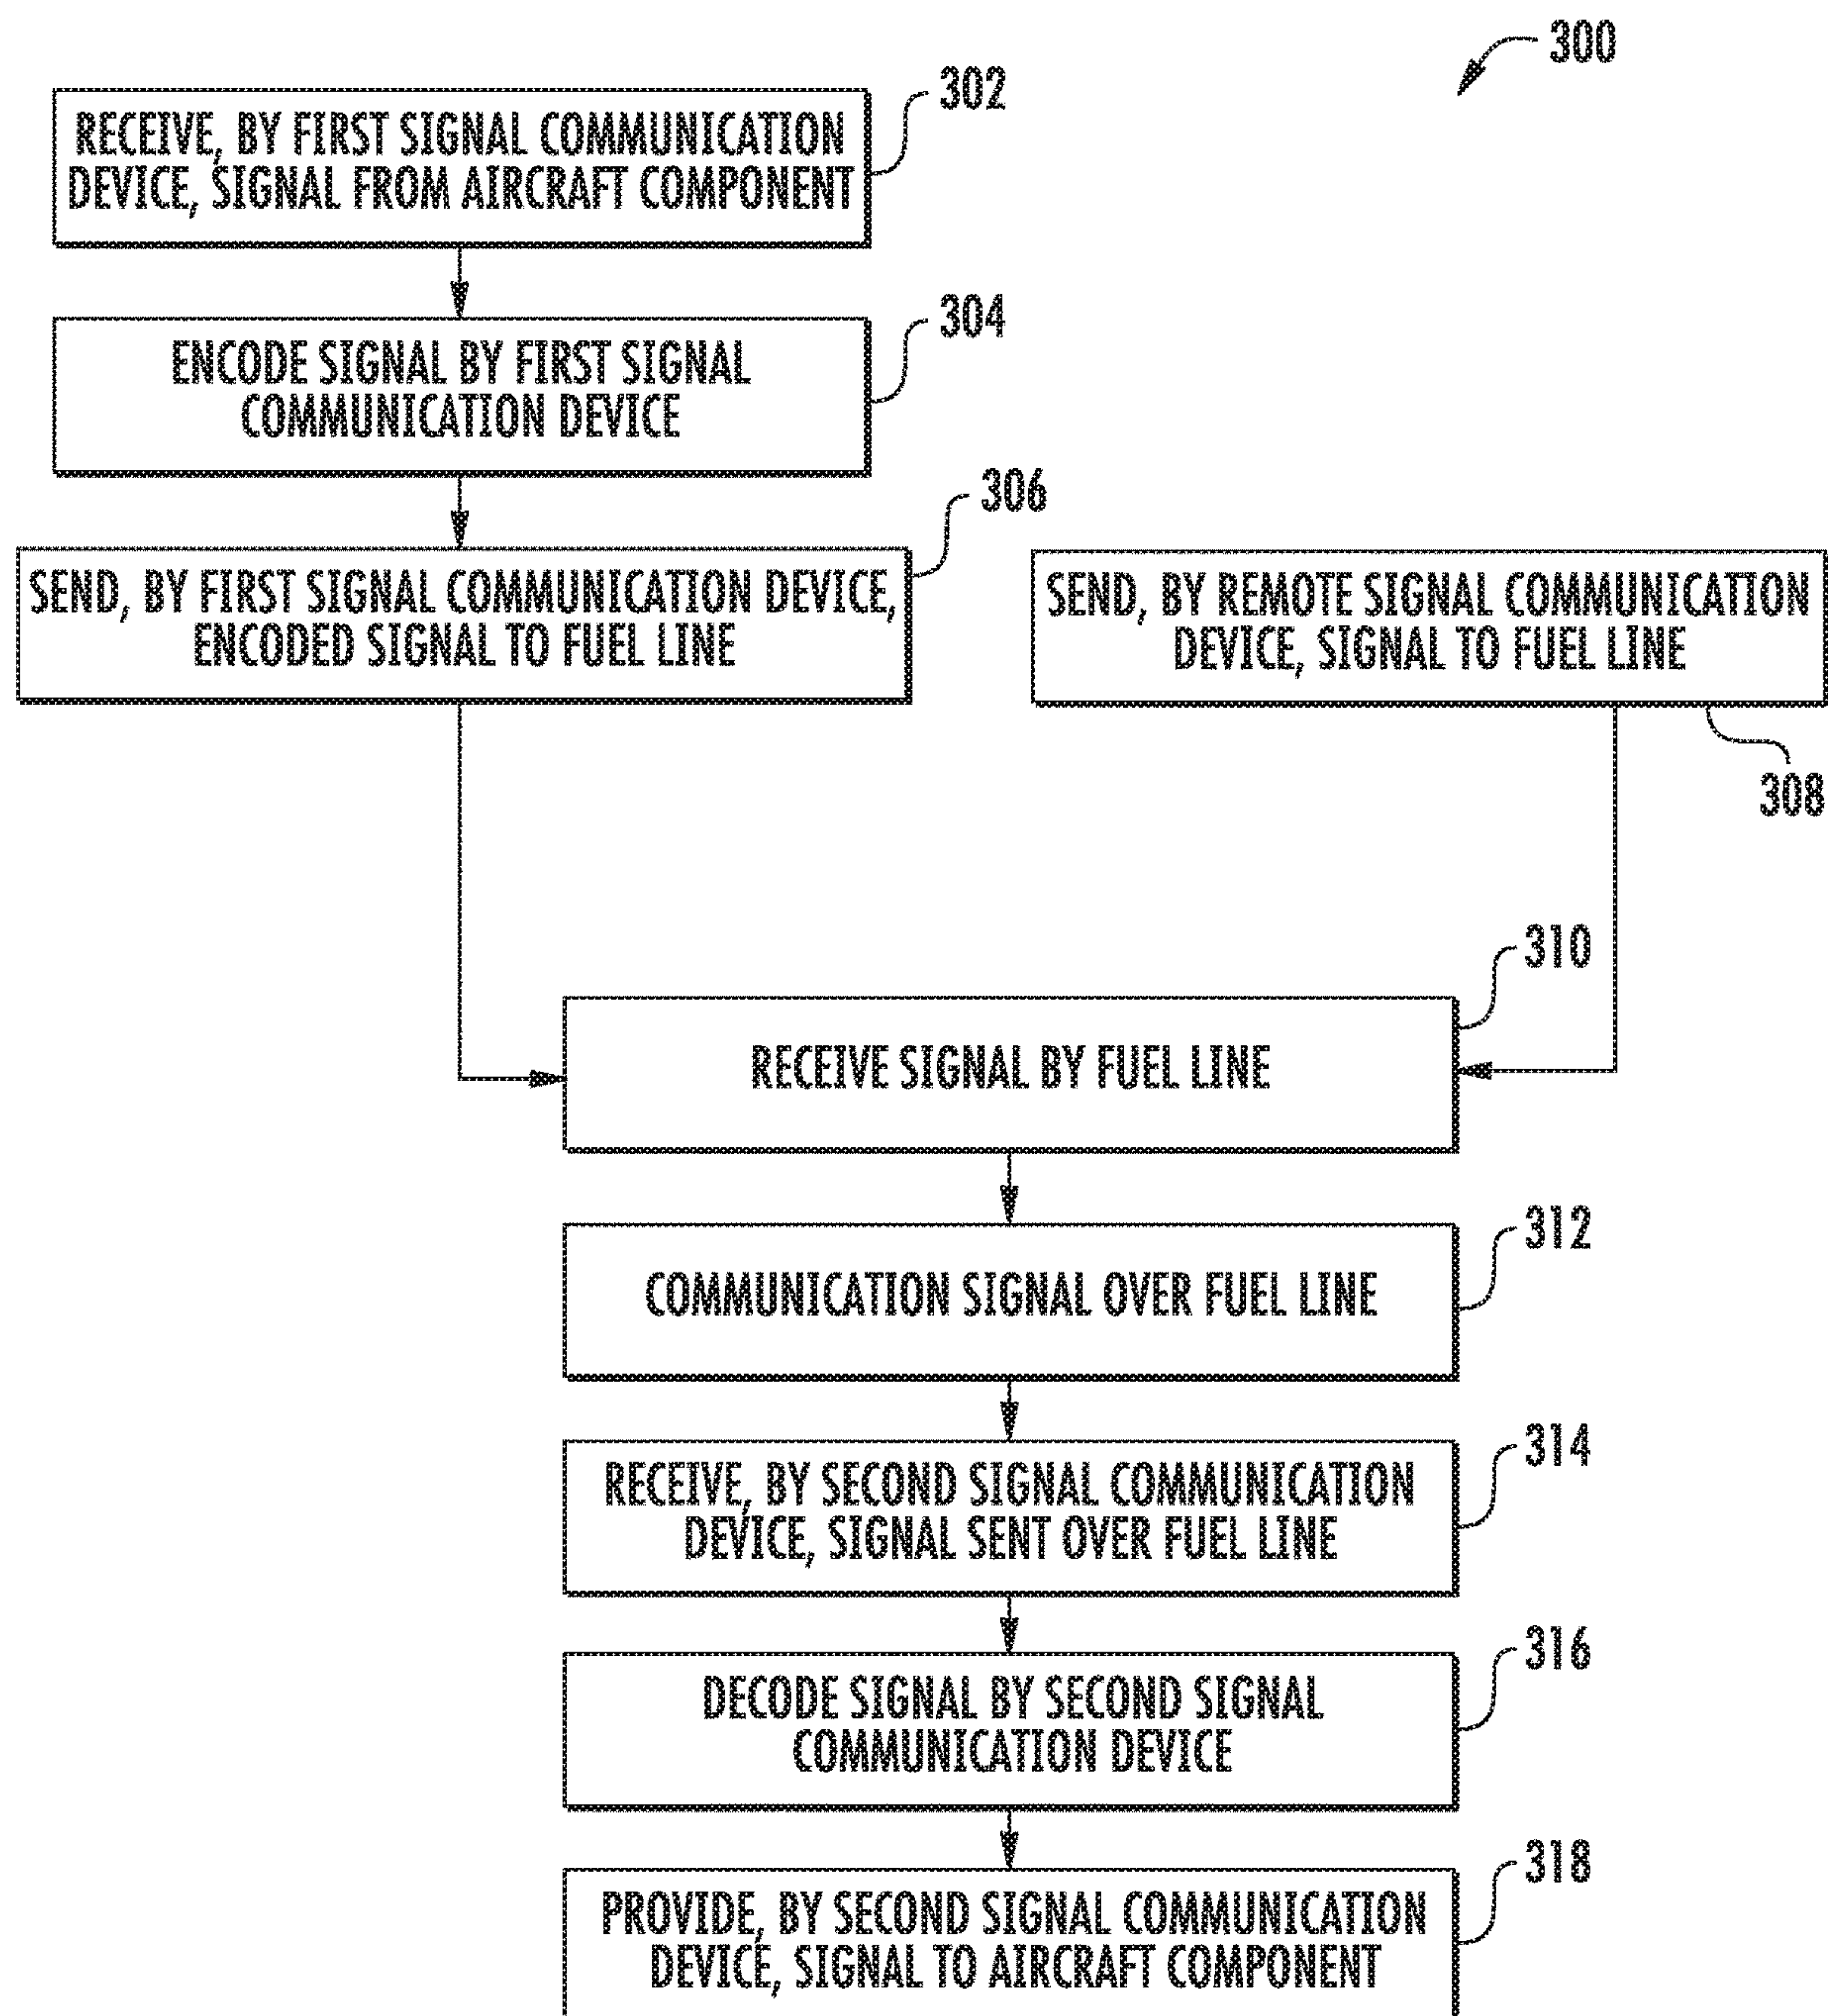 300
302
RECEIVE, BY FIRST SIGNAL COMMUNICATION
DEVICE, SIGNAL FROM AIRCRAFT COMPONENT
304
ENCODE SIGNAL BY FIRST SIGNAL
COMMUNICATION DEVICE
306
SEND, BY FIRST SIGNAL COMMUNICATION DEVICE,
ENCODED SIGNAL TO FUEL LINE
SEND, BY REMOTE SIGNAL COMMUNICATION
DEVICE, SIGNAL TO FUEL LINE
308
310
RECEIVE SIGNAL BY FUEL LINE
312
COMMUNICATION SIGNAL OVER FUEL LINE
314
RECEIVE, BY SECOND SIGNAL COMMUNICATION
DEVICE, SIGNAL SENT OVER FUEL LINE
316
DECODE SIGNAL BY SECOND SIGNAL
COMMUNICATION DEVICE
318
PROVIDE, BY SECOND SIGNAL COMMUNICATION
DEVICE, SIGNAL TO AIRCRAFT COMPONENT